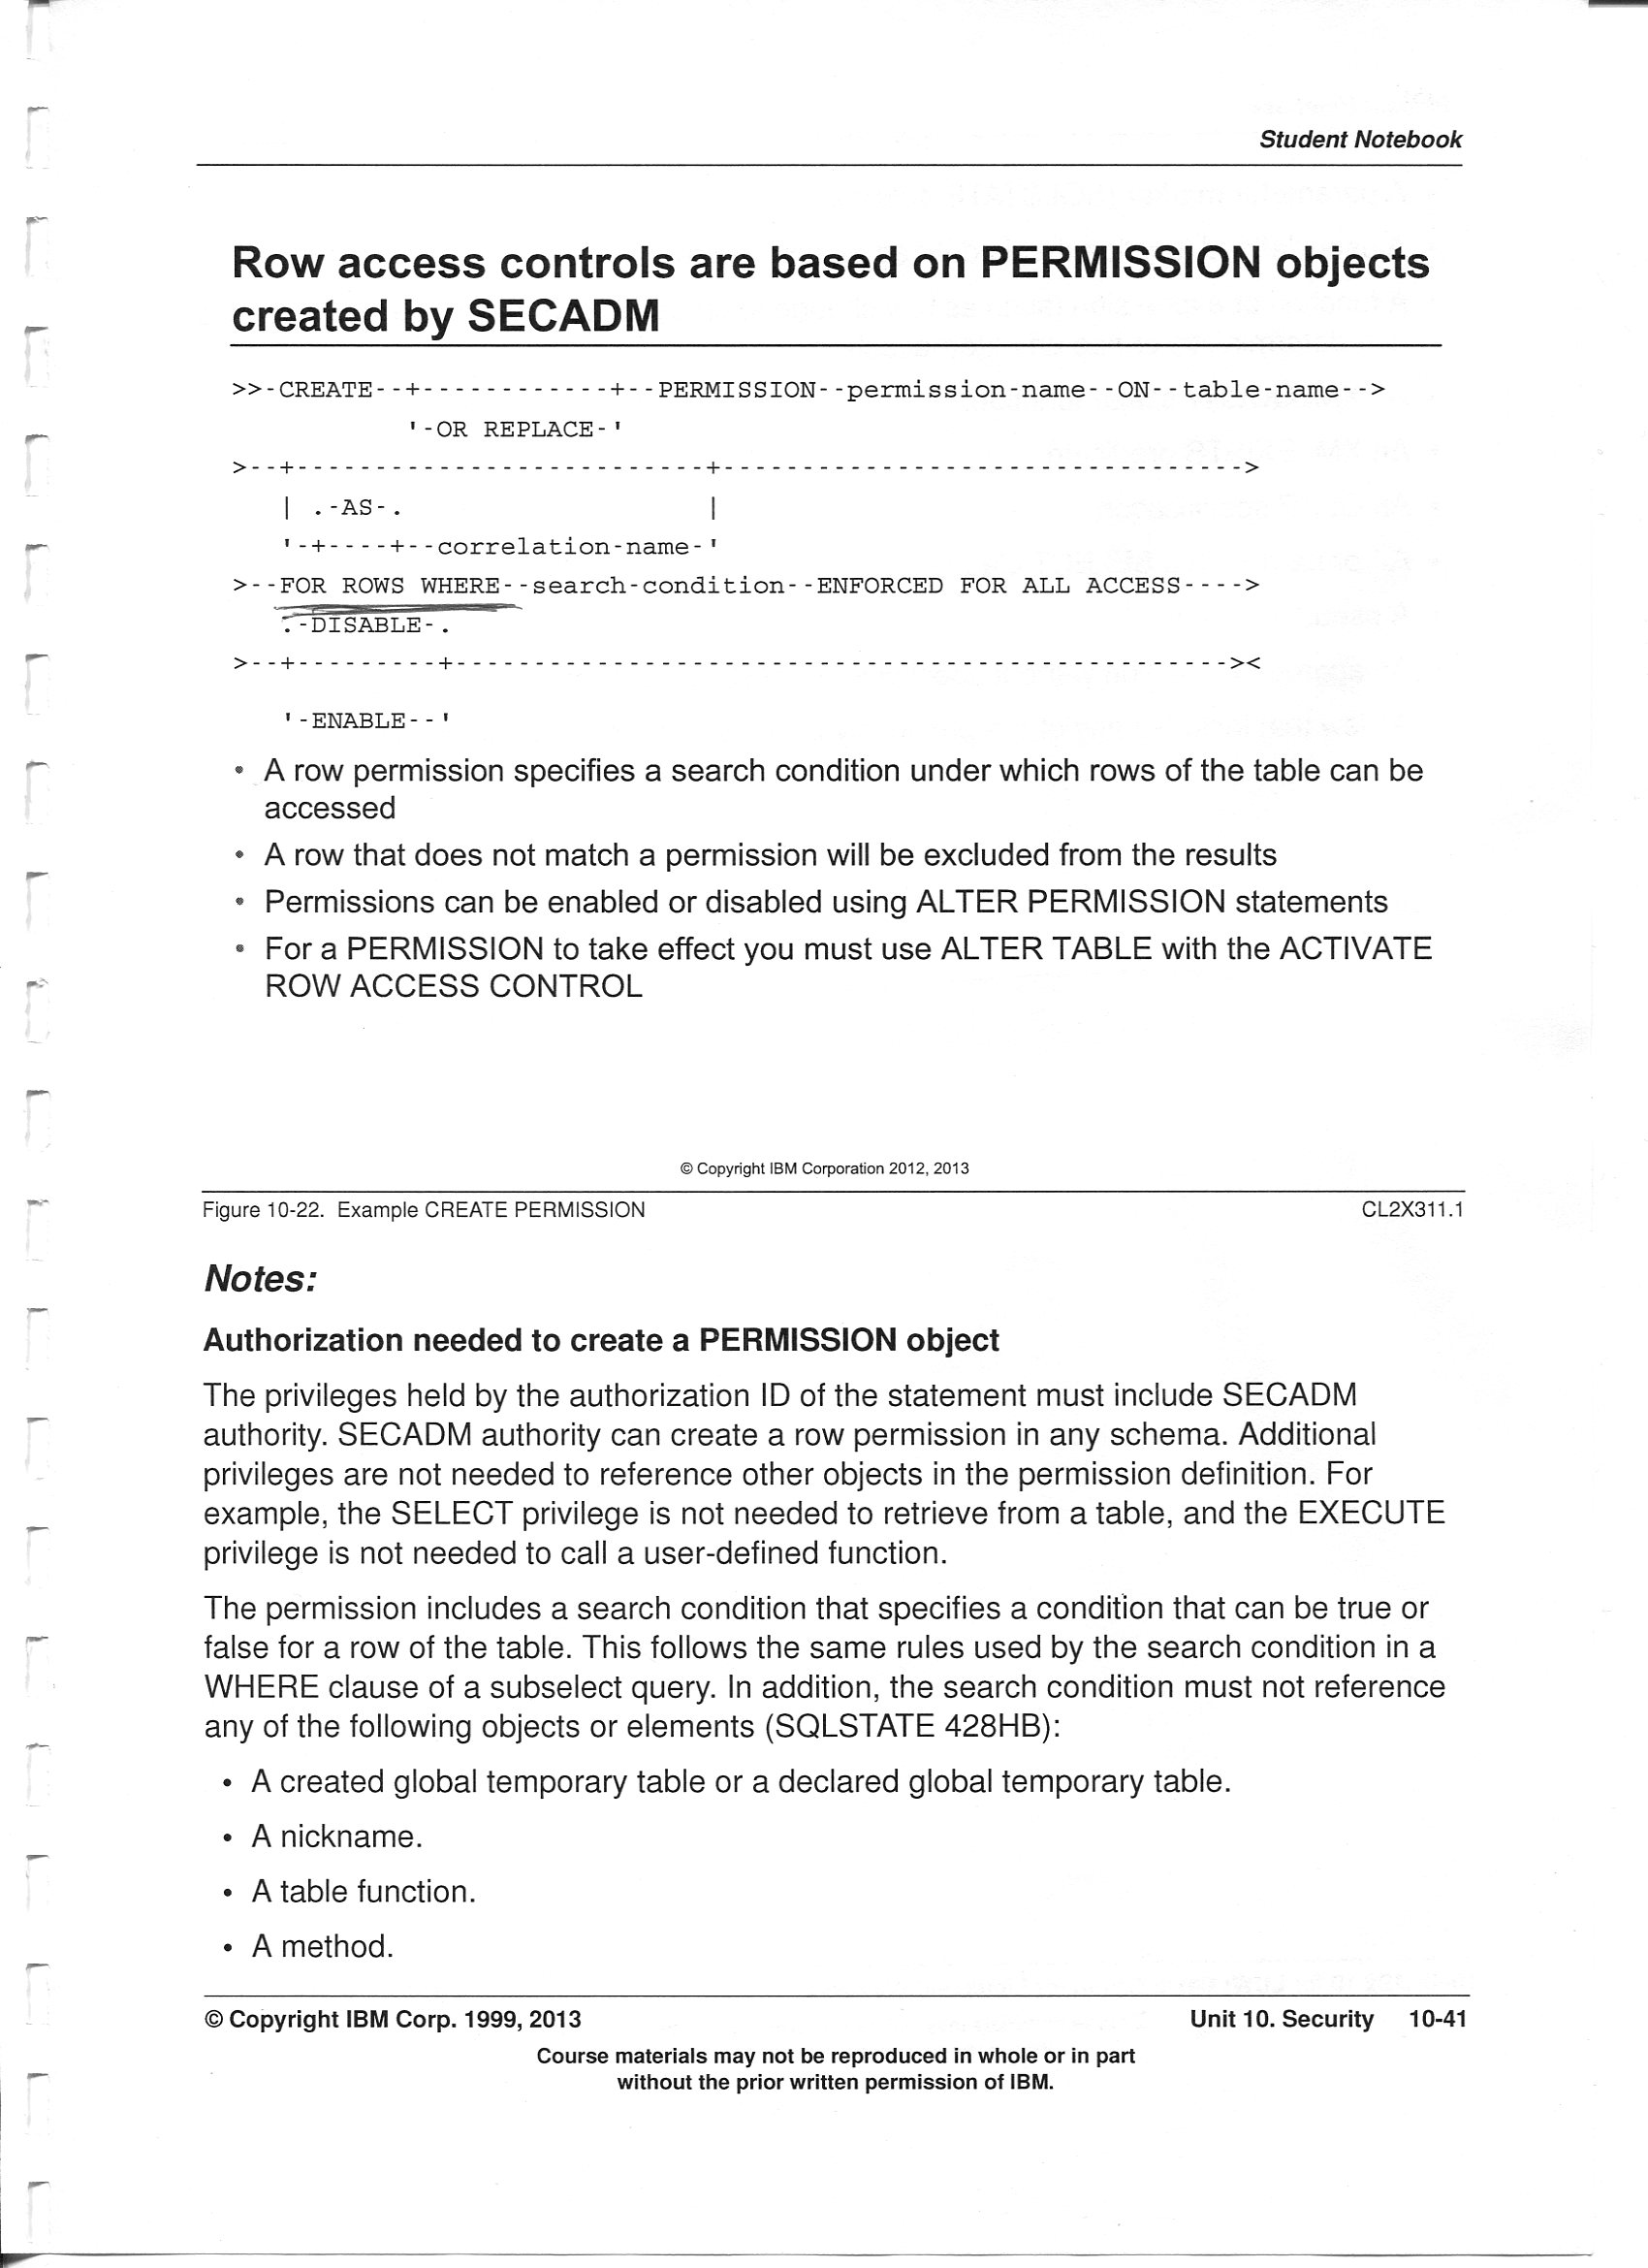 Student Notebook
Row access controls are based on PERMISSION objects
created by SECADM
>>-CREATE--+------------+--PERMISSION--permission-name--ON--table-name-->
'-OR REPLACE-'
>--+--------------------------+--------------------------------->
| .-AS-. |
'-+----+--correlation-name-'
>--FOR ROWS WHERE--search-condition--ENFORCED FOR ALL ACCESS---->
.-DISABLE-.
>--+---------+-------------------------------------------------><
'-ENABLE--'
• A row permission specifies a search condition under which rows of the table can be
accessed
• A row that does not match a permission will be excluded from the results
• Permissions can be enabled or disabled using ALTER PERMISSION statements
• For a PERMISSION to take effect you must use ALTER TABLE with the ACTIVATE
ROW ACCESS CONTROL
© Copyright IBM Corporation 2012, 2013
Figure 10-22. Example CREATE PERMISSION CL2X311.1
Notes:
Authorization needed to create a PERMISSION object
The privileges held by the authorization ID of the statement must include SECADM
authority. SECADM authority can create a row permission in any schema. Additional
privileges are not needed to reference other objects in the permission definition. For
example, the SELECT privilege is not needed to retrieve from a table, and the EXECUTE
privilege is not needed to call a user-defined function.
The permission includes a search condition that specifies a condition that can be true or
false for a row of the table. This follows the same rules used by the search condition in a
WHERE clause of a subselect query. In addition, the search condition must not reference
any of the following objects or elements (SQLSTATE 428HB):
• A created global temporary table or a declared global temporary table.
• A nickname.
• A table function.
• A method.
© Copyright IBM Corp. 1999, 2013 Unit 10. Security 10-41
Course materials may not be reproduced in whole or in part
without the prior written permission of IBM.